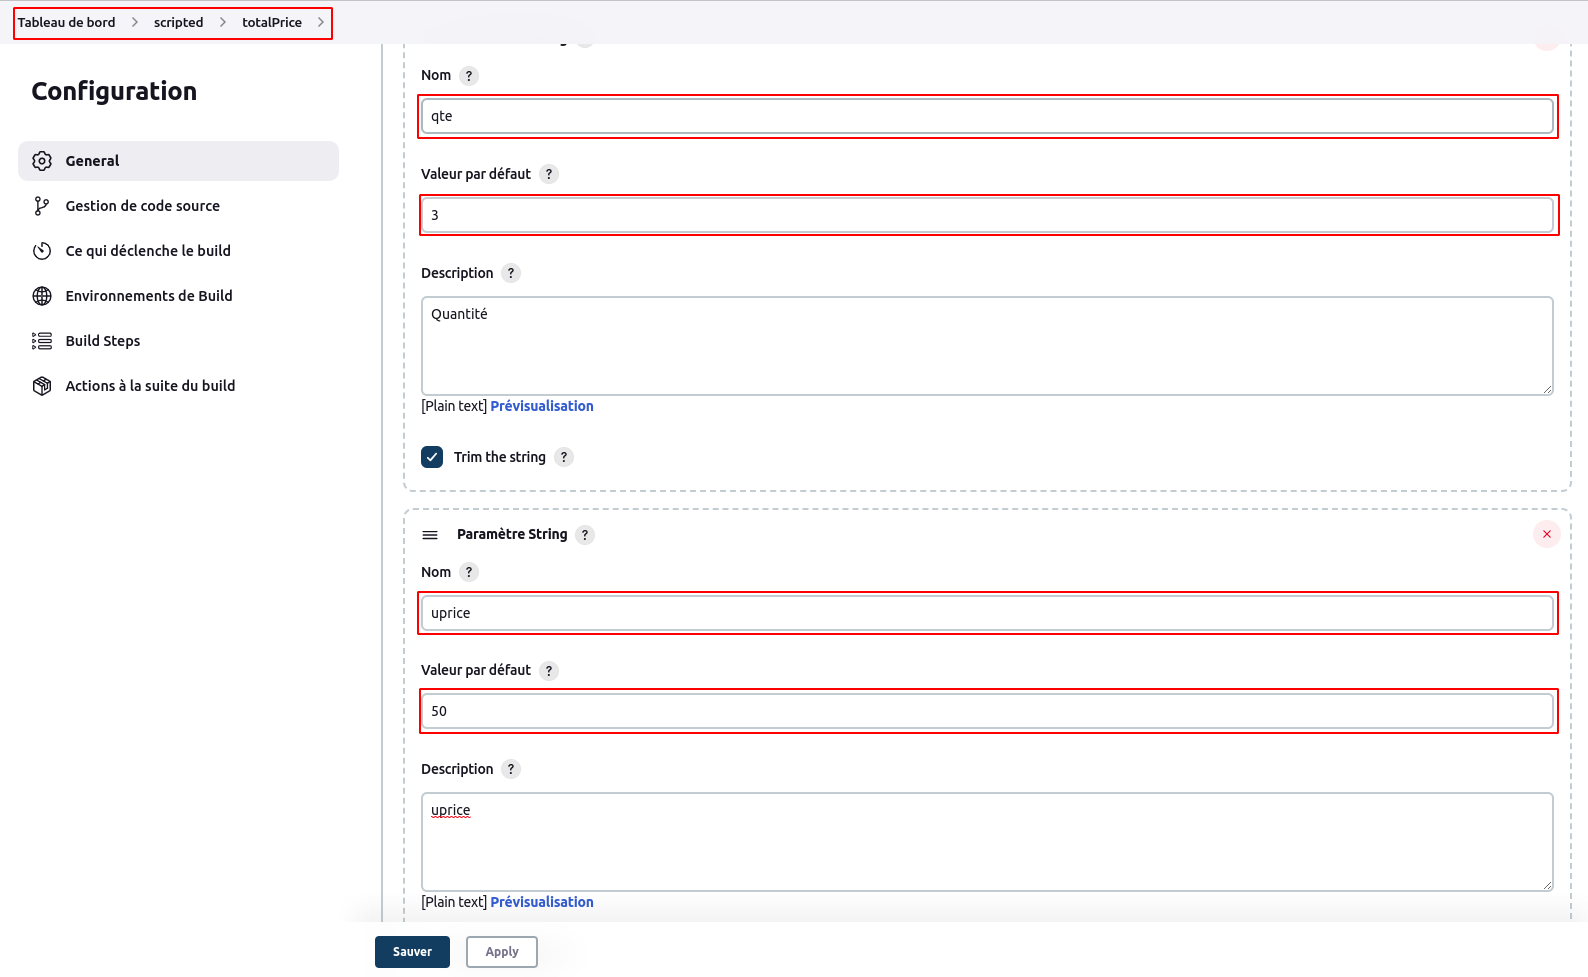 Tableau de bord > scripted > totalPrice >
Configuration
General
Gestion de code source
Ce qui déclenche le build
Environnements de Build
Build Steps
Actions à la suite du build
Nom ?
qte
Valeur par défaut ?
3
Description ?
Quantité
[Plain text] Prévisualisation
Trim the string ?
Paramètre String ?
Nom ?
uprice
Valeur par défaut ?
50
Description ?
uprice
[Plain text] Prévisualisation
Sauver Apply